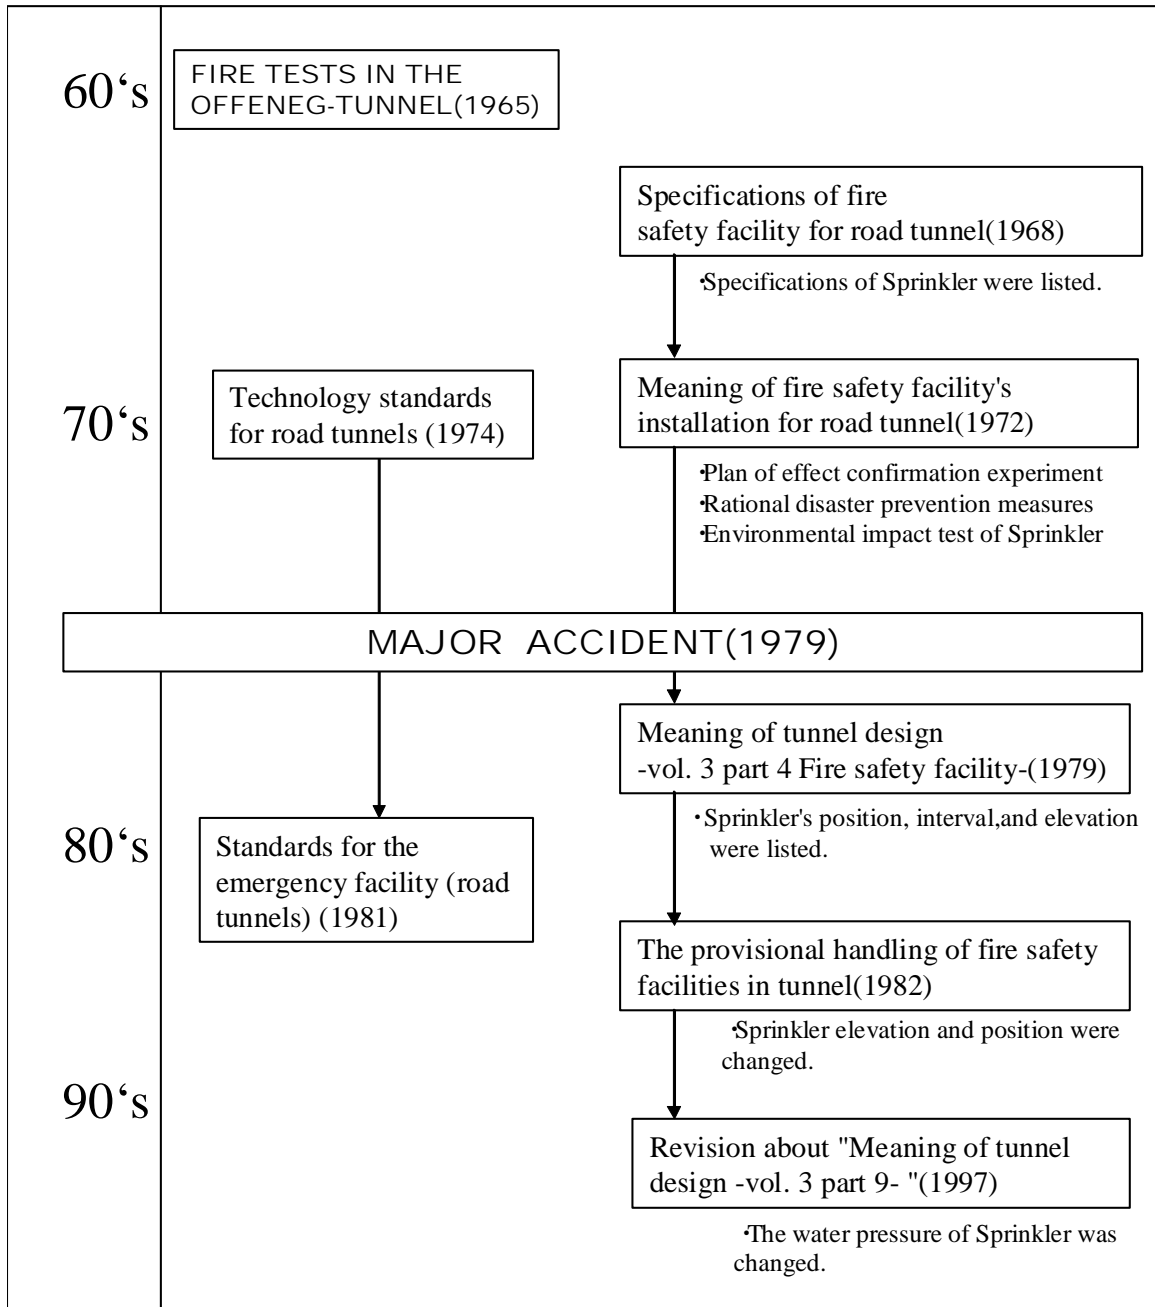 60‘s
FIRE TESTS IN THE
OFFENEG-TUNNEL(1965)
Specifications of fire
safety facility for road tunnel(1968)
·Specifications of Sprinkler were listed.
70‘s
Technology standards
for road tunnels (1974)
Meaning of fire safety facility's
installation for road tunnel(1972)
·Plan of effect confirmation experiment
·Rational disaster prevention measures
·Environmental impact test of Sprinkler
MAJOR ACCIDENT(1979)
Meaning of tunnel design
-vol. 3 part 4 Fire safety facility-(1979)
·Sprinkler's position, interval,and elevation
were listed.
80‘s
Standards for the
emergency facility (road
tunnels) (1981)
The provisional handling of fire safety
facilities in tunnel(1982)
·Sprinkler elevation and position were
changed.
90‘s
Revision about "Meaning of tunnel
design -vol. 3 part 9- "(1997)
·The water pressure of Sprinkler was
changed.